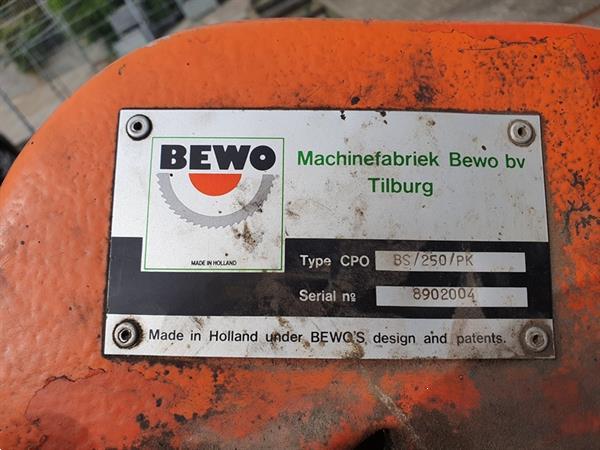 BEWO
MADE IN HOLLAND
Machinefabriek Bewo bv
Tilburg
Type CPO BS/250/PK
Serial nº 8902004
Made in Holland under BEWO'S, design and patents.